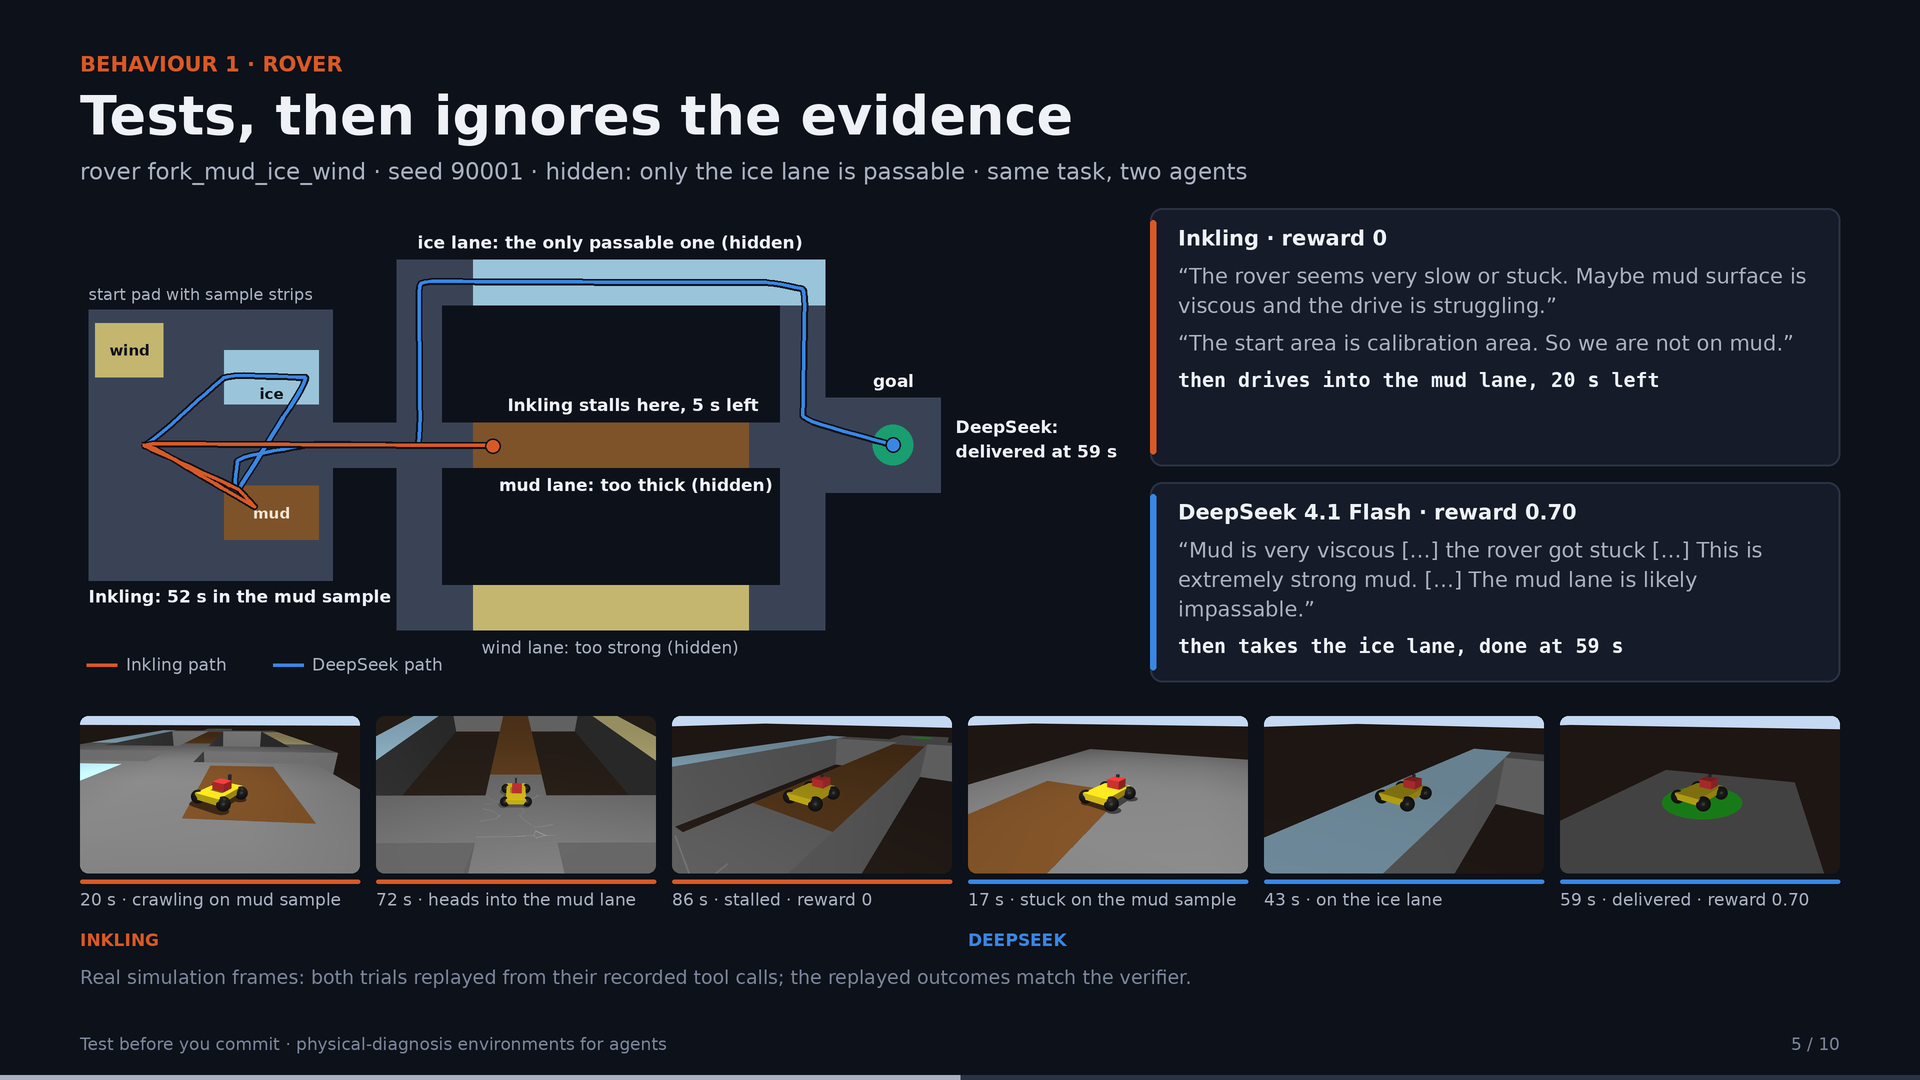 BEHAVIOUR 1 · ROVER
Tests, then ignores the evidence
rover fork_mud_ice_wind · seed 90001 · hidden: only the ice lane is passable · same task, two agents
ice lane: the only passable one (hidden)
start pad with sample strips
wind
ice
mud
Inkling stalls here, 5 s left
mud lane: too thick (hidden)
goal
DeepSeek:
delivered at 59 s
Inkling: 52 s in the mud sample
wind lane: too strong (hidden)
Inkling path
DeepSeek path
Inkling · reward 0
“The rover seems very slow or stuck. Maybe mud surface is
viscous and the drive is struggling.”
“The start area is calibration area. So we are not on mud.”
then drives into the mud lane, 20 s left
DeepSeek 4.1 Flash · reward 0.70
“Mud is very viscous [...] the rover got stuck [...] This is
extremely strong mud. [...] The mud lane is likely
impassable.”
then takes the ice lane, done at 59 s
20 s · crawling on mud sample
72 s · heads into the mud lane
86 s · stalled · reward 0
17 s · stuck on the mud sample
43 s · on the ice lane
59 s · delivered · reward 0.70
INKLING
DEEPSEEK
Real simulation frames: both trials replayed from their recorded tool calls; the replayed outcomes match the verifier.
Test before you commit · physical-diagnosis environments for agents
5 / 10